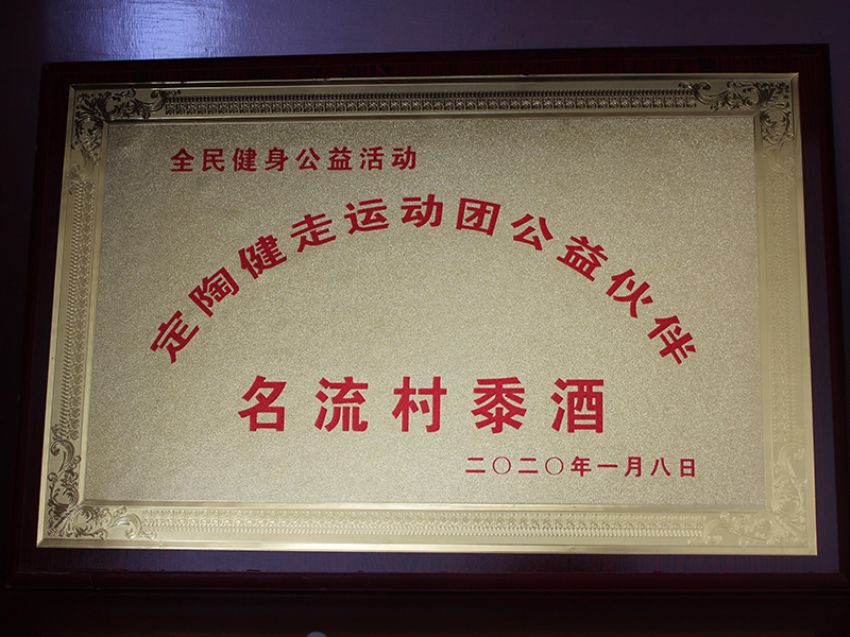 全民健身公益活动
定陶健走运动团公益伙伴
名流村黍酒
二〇二〇年一月八日